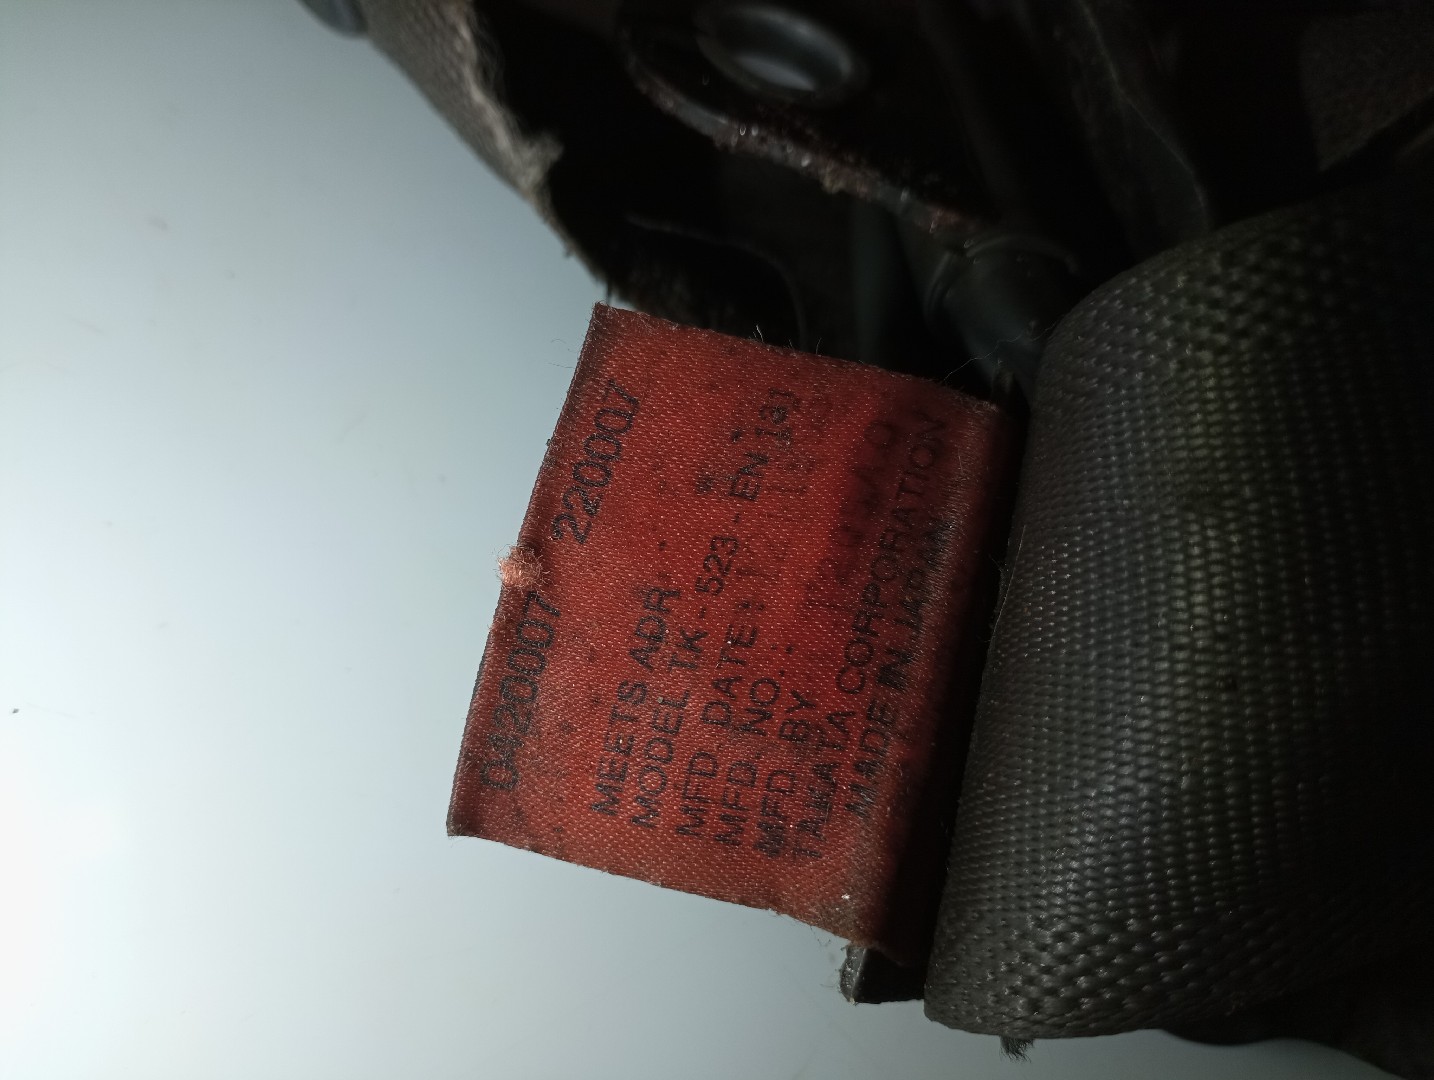 0420007 220007
MEETS ADR
MODEL TK-523-EN
MFD. DATE:
MFD. NO.
MFD. BY
TAKATA CORPORATION
MADE IN JAPAN